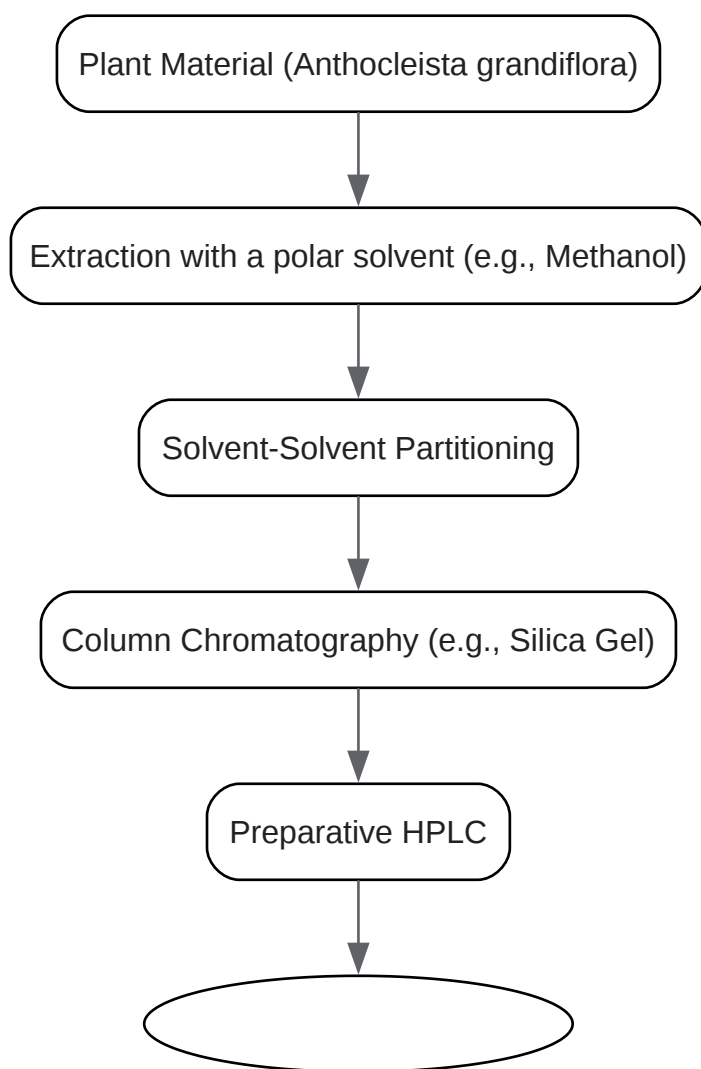 Plant Material (Anthocleista grandiflora)
Extraction with a polar solvent (e.g., Methanol)
Solvent-Solvent Partitioning
Column Chromatography (e.g., Silica Gel)
Preparative HPLC